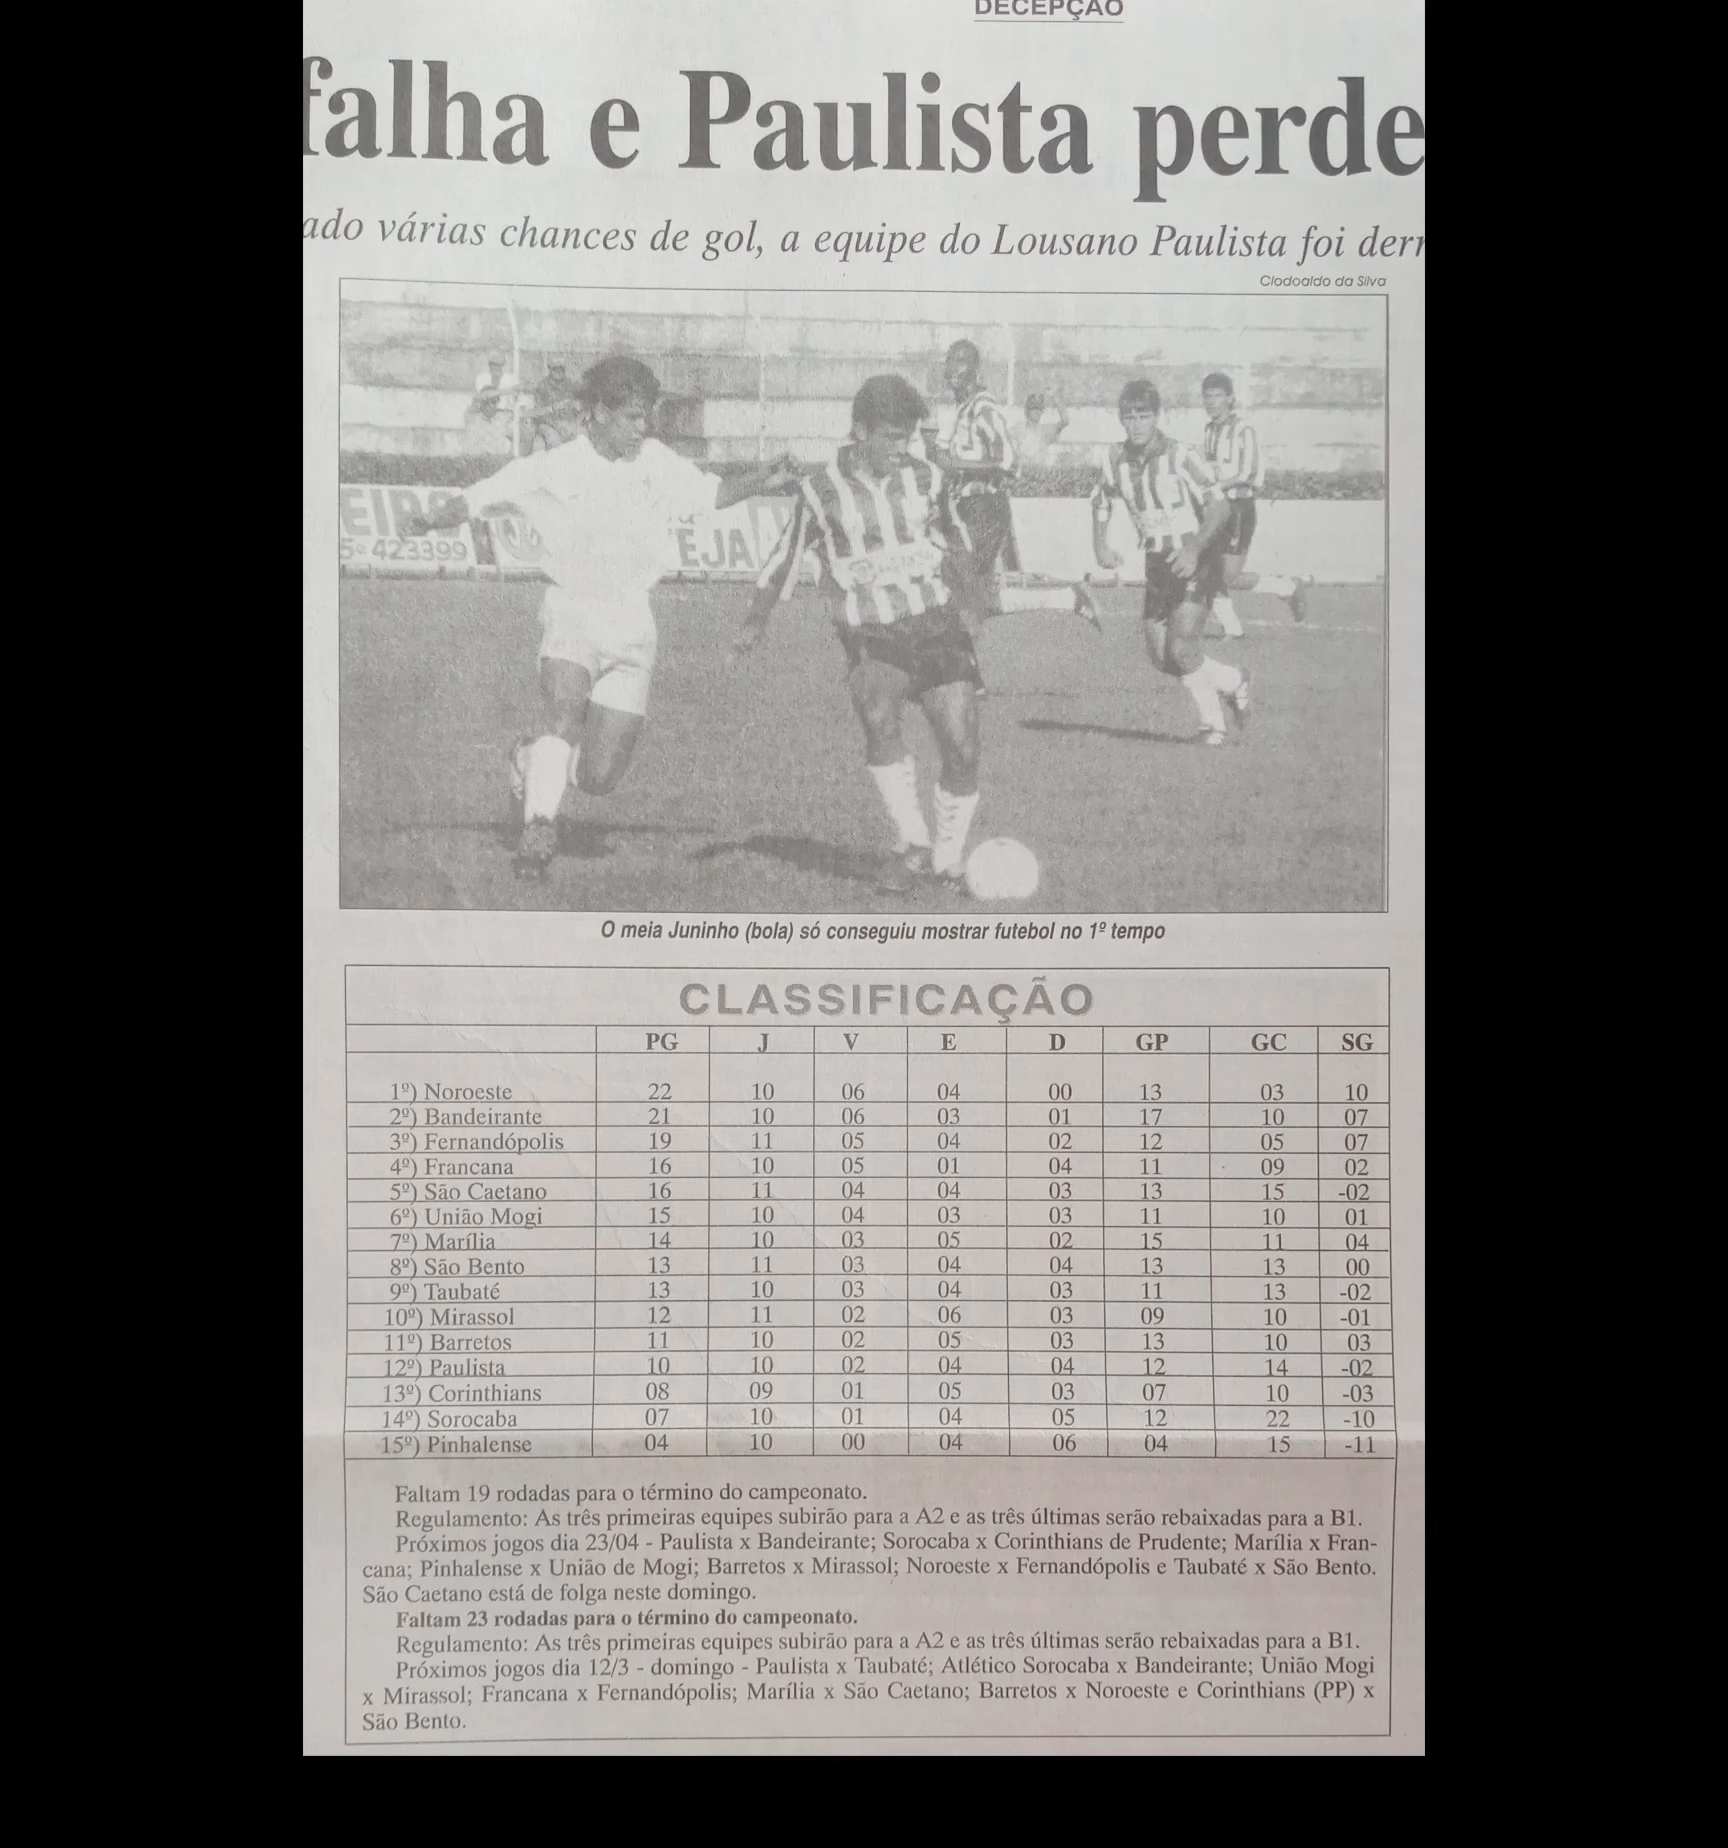 DECEPÇÃO
falha e Paulista perde
ado várias chances de gol, a equipe do Lousano Paulista foi derr
Clodoaldo da Silva
EIRA
423399
EJA
O meia Juninho (bola) só conseguiu mostrar futebol no 1º tempo
CLASSIFICAÇÃO
PG J V E D GP GC SG
1º) Noroeste 22 10 06 04 00 13 03 10
2º) Bandeirante 21 10 06 03 01 17 10 07
3º) Fernandópolis 19 11 05 04 02 12 05 07
4º) Francana 16 10 05 01 04 11 09 02
5º) São Caetano 16 11 04 04 03 13 15 -02
6º) União Mogi 15 10 04 03 03 11 10 01
7º) Marília 14 10 03 05 02 15 11 04
8º) São Bento 13 11 03 04 04 13 13 00
9º) Taubaté 13 10 03 04 03 11 13 -02
10º) Mirassol 12 11 02 06 03 09 10 -01
11º) Barretos 11 10 02 05 03 13 10 03
12º) Paulista 10 10 02 04 04 12 14 -02
13º) Corinthians 08 09 01 05 03 07 10 -03
14º) Sorocaba 07 10 01 04 05 12 22 -10
15º) Pinhalense 04 10 00 04 06 04 15 -11
Faltam 19 rodadas para o término do campeonato.
Regulamento: As três primeiras equipes subirão para a A2 e as três últimas serão rebaixadas para a B1.
Próximos jogos dia 23/04 - Paulista x Bandeirante; Sorocaba x Corinthians de Prudente; Marília x Fran-
cana; Pinhalense x União de Mogi; Barretos x Mirassol; Noroeste x Fernandópolis e Taubaté x São Bento.
São Caetano está de folga neste domingo.
Faltam 23 rodadas para o término do campeonato.
Regulamento: As três primeiras equipes subirão para a A2 e as três últimas serão rebaixadas para a B1.
Próximos jogos dia 12/3 - domingo - Paulista x Taubaté; Atlético Sorocaba x Bandeirante; União Mogi
x Mirassol; Francana x Fernandópolis; Marília x São Caetano; Barretos x Noroeste e Corinthians (PP) x
São Bento.